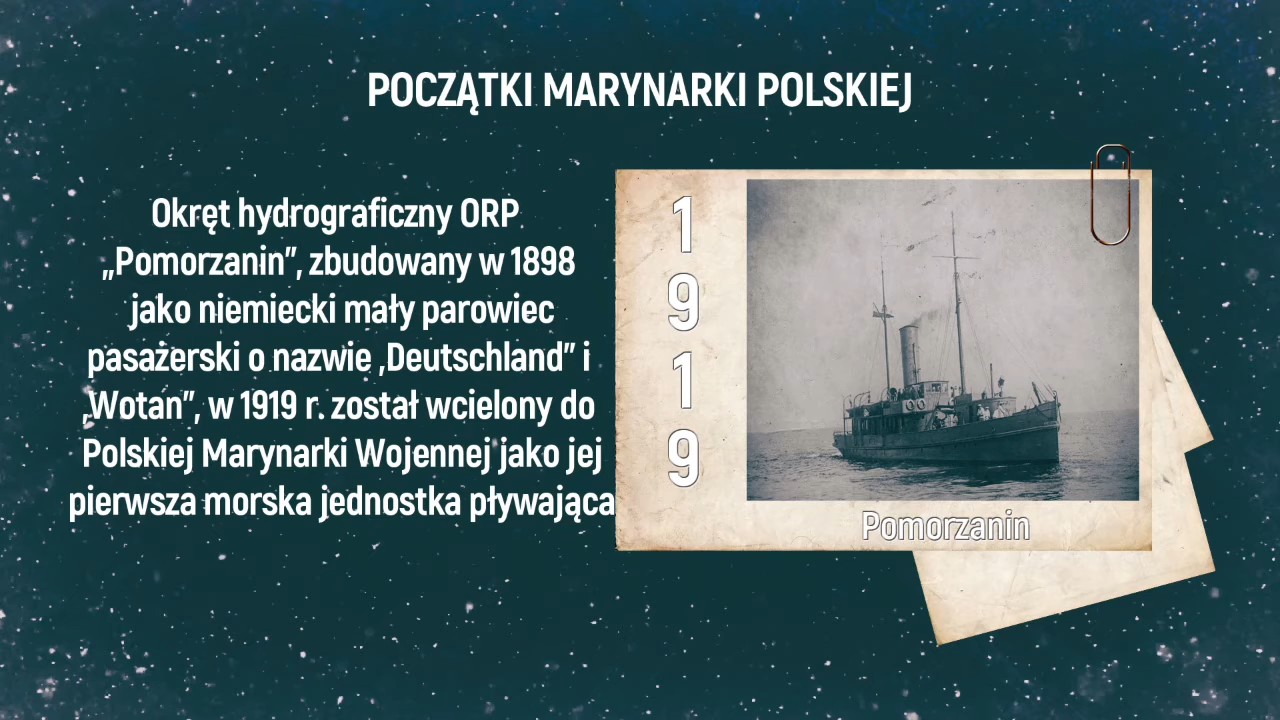 POCZĄTKI MARYNARKI POLSKIEJ
Okręt hydrograficzny ORP
„Pomorzanin”, zbudowany w 1898
jako niemiecki mały parowiec
pasażerski o nazwie ‚Deutschland” i
‚Wotan”, w 1919 r. został wcielony do
Polskiej Marynarki Wojennej jako jej
pierwsza morska jednostka pływająca
1
9
1
9
Pomorzanin